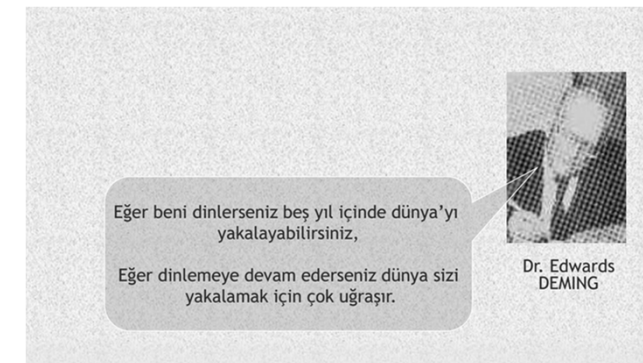 Eğer beni dinlerseniz beş yıl içinde dünya’yı
yakalayabilirsiniz,
Eğer dinlemeye devam ederseniz dünya sizi
yakalamak için çok uğraşır.
Dr. Edwards
DEMING